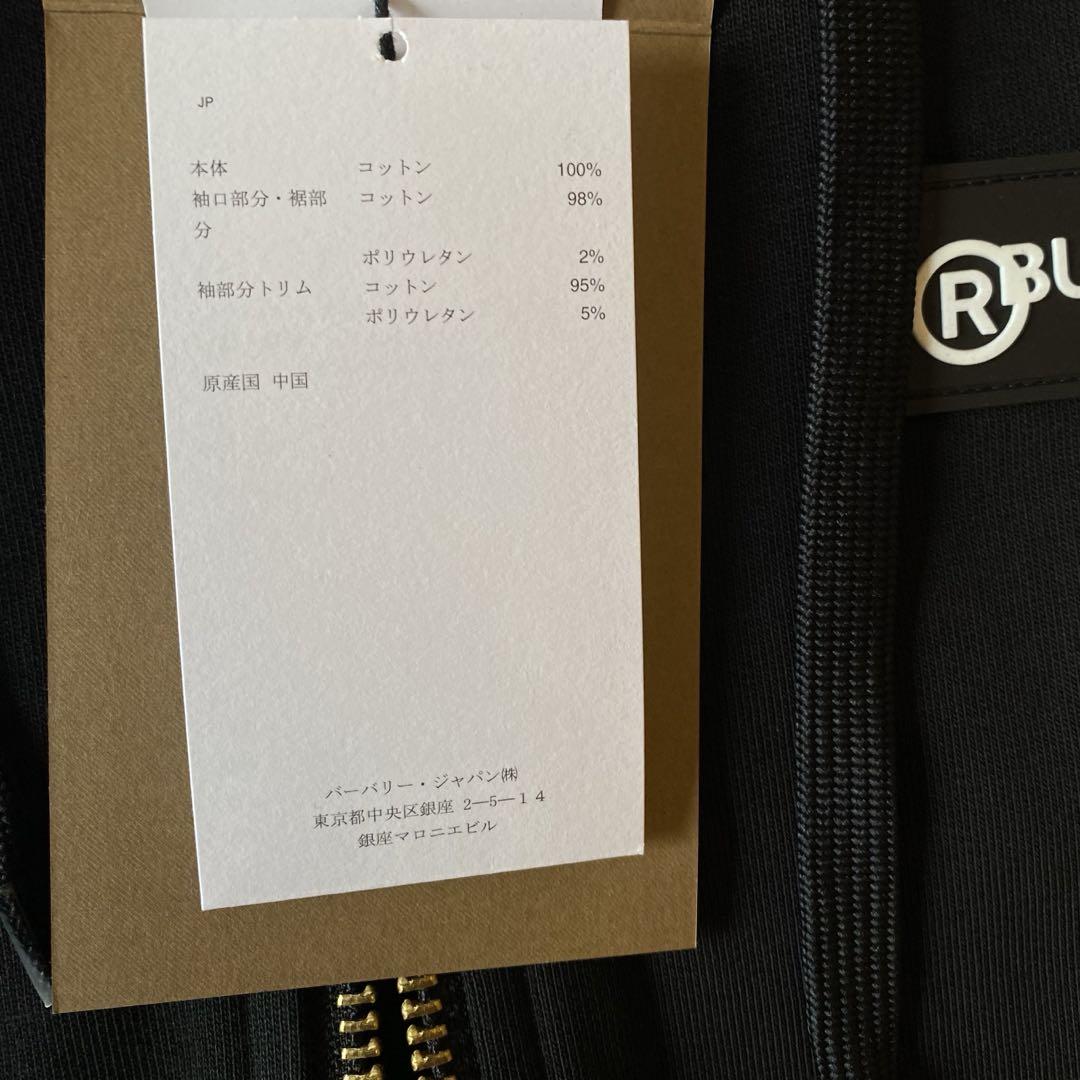 JP
本体 コットン 100%
袖口部分・裾部 コットン 98%
分
ポリウレタン 2%
袖部分トリム コットン 95%
ポリウレタン 5%
原産国 中国
バーバリー・ジャパン㈱
東京都中央区銀座 2―5―14
銀座マロニエビル
®BU